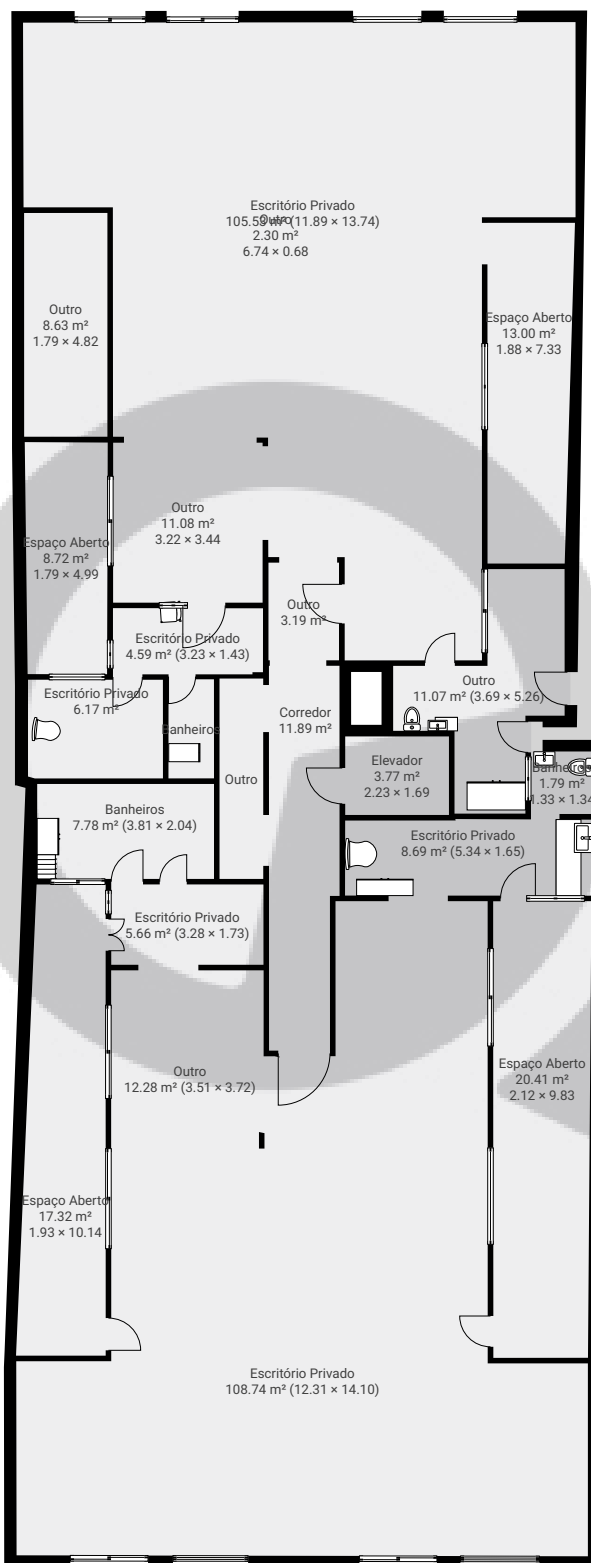 Escritório Privado
105.53 m² (11.89 × 13.74)
Outro
2.30 m²
6.74 × 0.68
Outro
8.63 m²
1.79 × 4.82
Espaço Aberto
13.00 m²
1.88 × 7.33
Outro
11.08 m²
3.22 × 3.44
Espaço Aberto
8.72 m²
1.79 × 4.99
Outro
3.19 m²
Escritório Privado
4.59 m² (3.23 × 1.43)
Escritório Privado
6.17 m²
Outro
11.07 m² (3.69 × 5.26)
Banheiros
Corredor
11.89 m²
Elevador
3.77 m²
2.23 × 1.69
Banheiros
1.79 m²
1.33 × 1.34
Outro
Banheiros
7.78 m² (3.81 × 2.04)
Escritório Privado
8.69 m² (5.34 × 1.65)
Escritório Privado
5.66 m² (3.28 × 1.73)
Outro
12.28 m² (3.51 × 3.72)
Espaço Aberto
20.41 m²
2.12 × 9.83
Espaço Aberto
17.32 m²
1.93 × 10.14
Escritório Privado
108.74 m² (12.31 × 14.10)